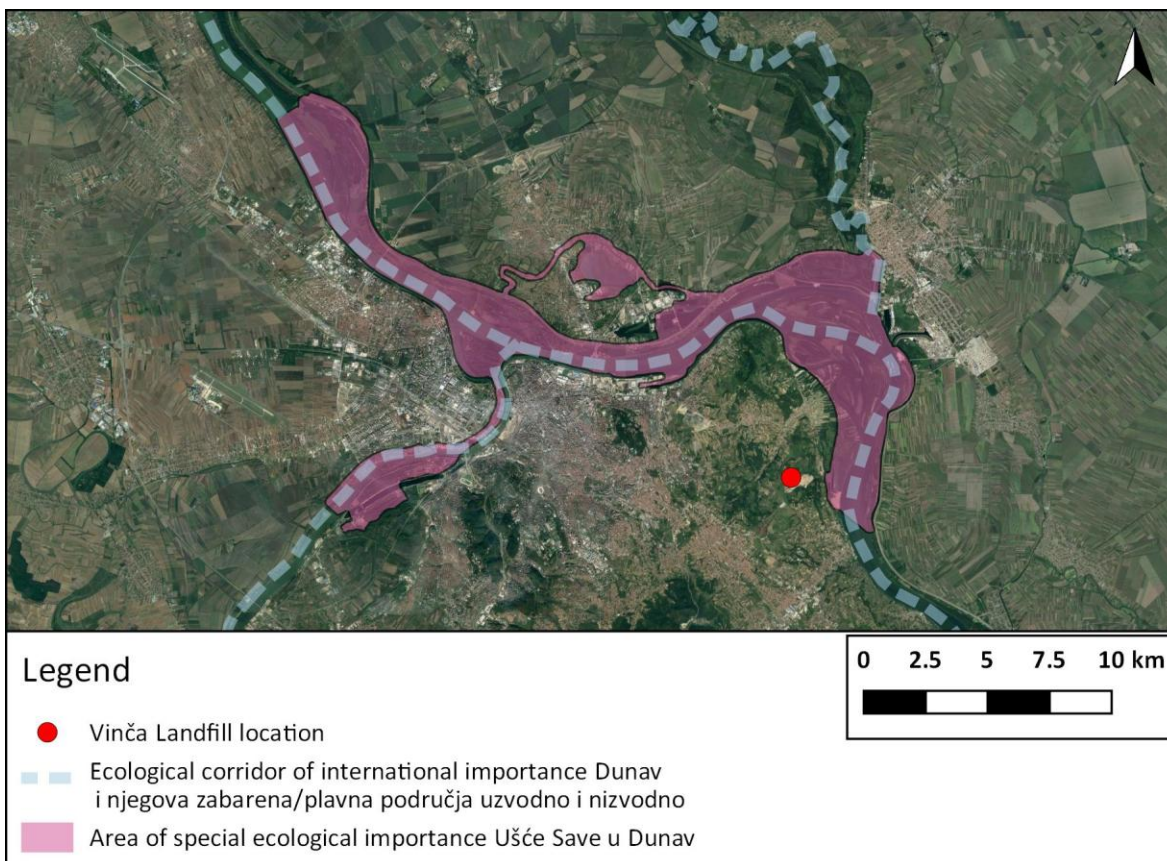 Legend
0 2.5 5 7.5 10 km
Vinča Landfill location
Ecological corridor of international importance Dunav
i njegova zabarena/plavna područja uzvodno i nizvodno
Area of special ecological importance Ušće Save u Dunav